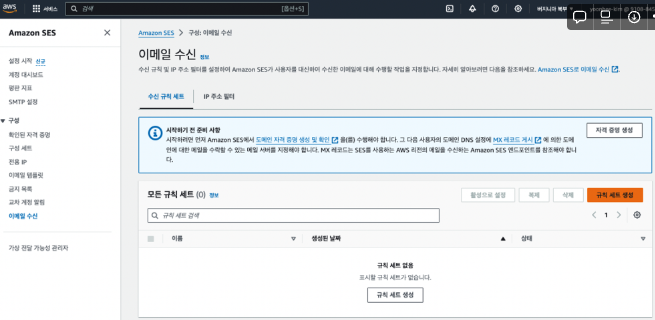 aws
서비스
검색
[옵션+S]
버지니아 북부
Amazon SES
Amazon SES > 구성: 이메일 수신
설정 시작 신규
계정 대시보드
평판 지표
SMTP 설정
구성
확인된 자격 증명
구성 세트
전용 IP
이메일 템플릿
금지 목록
교차 계정 알림
이메일 수신
가상 전달 가능성 관리자
이메일 수신 정보
수신 규칙 및 IP 주소 필터를 설정하여 Amazon SES가 사용자를 대신하여 수신한 이메일에 대해 수행할 작업을 지정합니다. 자세히 알아보려면 다음을 참조하세요. Amazon SES로 이메일 수신
수신 규칙 세트
IP 주소 필터
시작하기 전 준비 사항
시작하려면 먼저 Amazon SES에서 도메인 자격 증명 생성 및 확인 을(를) 수행해야 합니다. 그 다음 사용자의 도메인 DNS 설정에 MX 레코드 게시 에 의한 도메
인에 대한 메일을 수락할 수 있는 메일 서버를 지정해야 합니다. MX 레코드는 SES를 사용하는 AWS 리전의 메일을 수신하는 Amazon SES 엔드포인트를 참조해야 합니
다.
자격 증명 생성
모든 규칙 세트 (0) 정보
활성으로 설정
복제
삭제
규칙 세트 생성
규칙 세트 검색
1
이름
생성된 날짜
상태
규칙 세트 없음
표시할 규칙 세트가 없습니다.
규칙 세트 생성